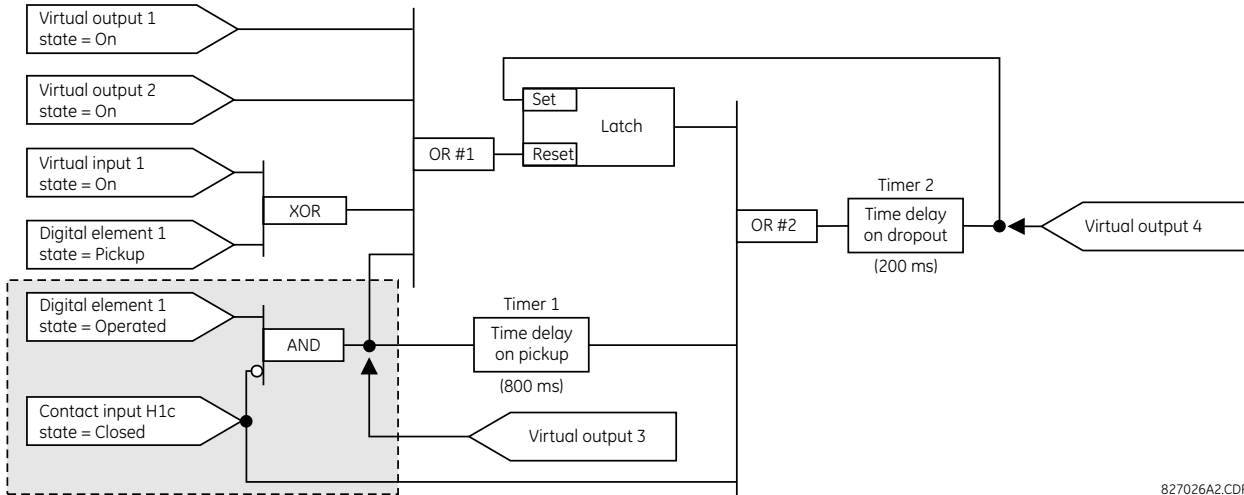 Virtual output 1
state = On
Virtual output 2
state = On
Virtual input 1
state = On
Digital element 1
state = Pickup
XOR
OR #1
Set
Latch
Reset
OR #2
Timer 2
Time delay
on dropout
(200 ms)
Virtual output 4
Digital element 1
state = Operated
AND
Timer 1
Time delay
on pickup
(800 ms)
Contact input H1c
state = Closed
Virtual output 3
827026A2.CDR